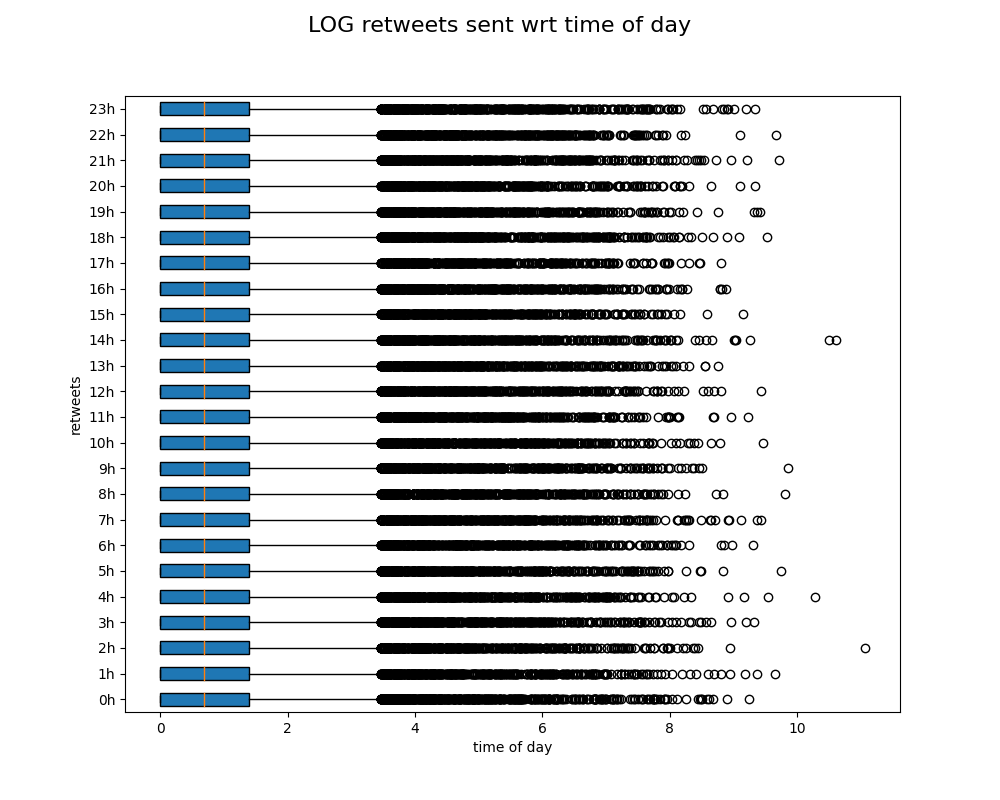 LOG retweets sent wrt time of day
23h
22h
21h
20h
19h
18h
17h
16h
15h
14h
13h
12h
11h
10h
9h
8h
7h
6h
5h
4h
3h
2h
1h
0h
retweets
0 2 4 6 8 10
time of day